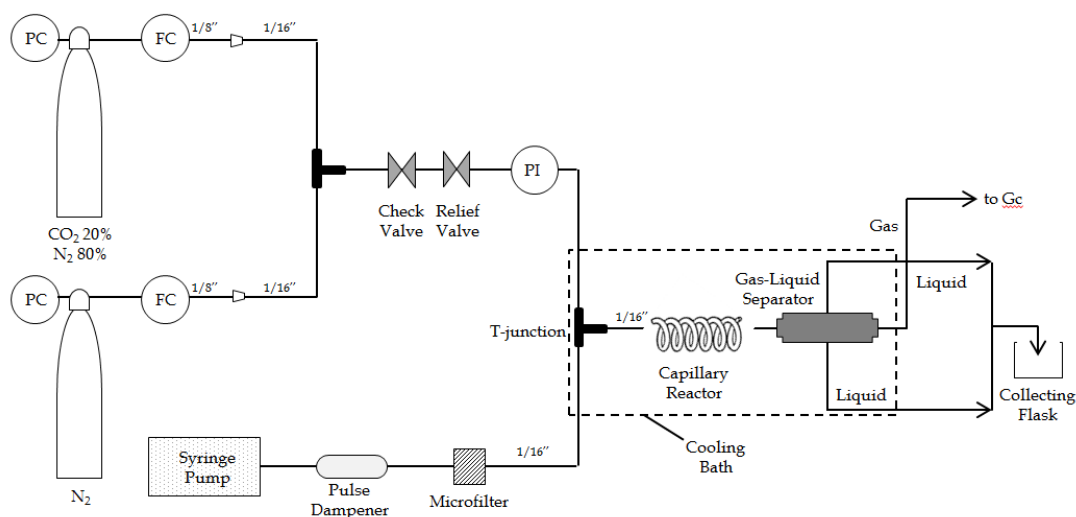 PC
FC
1/8”
1/16”
CO2 20%
N2 80%
PC
FC
1/8”
1/16”
N2
Check
Valve
Relief
Valve
PI
to Gc
Gas
Gas-Liquid
Separator
Liquid
T-junction
1/16”
Capillary
Reactor
Liquid
Collecting
Flask
Cooling
Bath
Syringe
Pump
Pulse
Dampener
Microfilter
1/16”